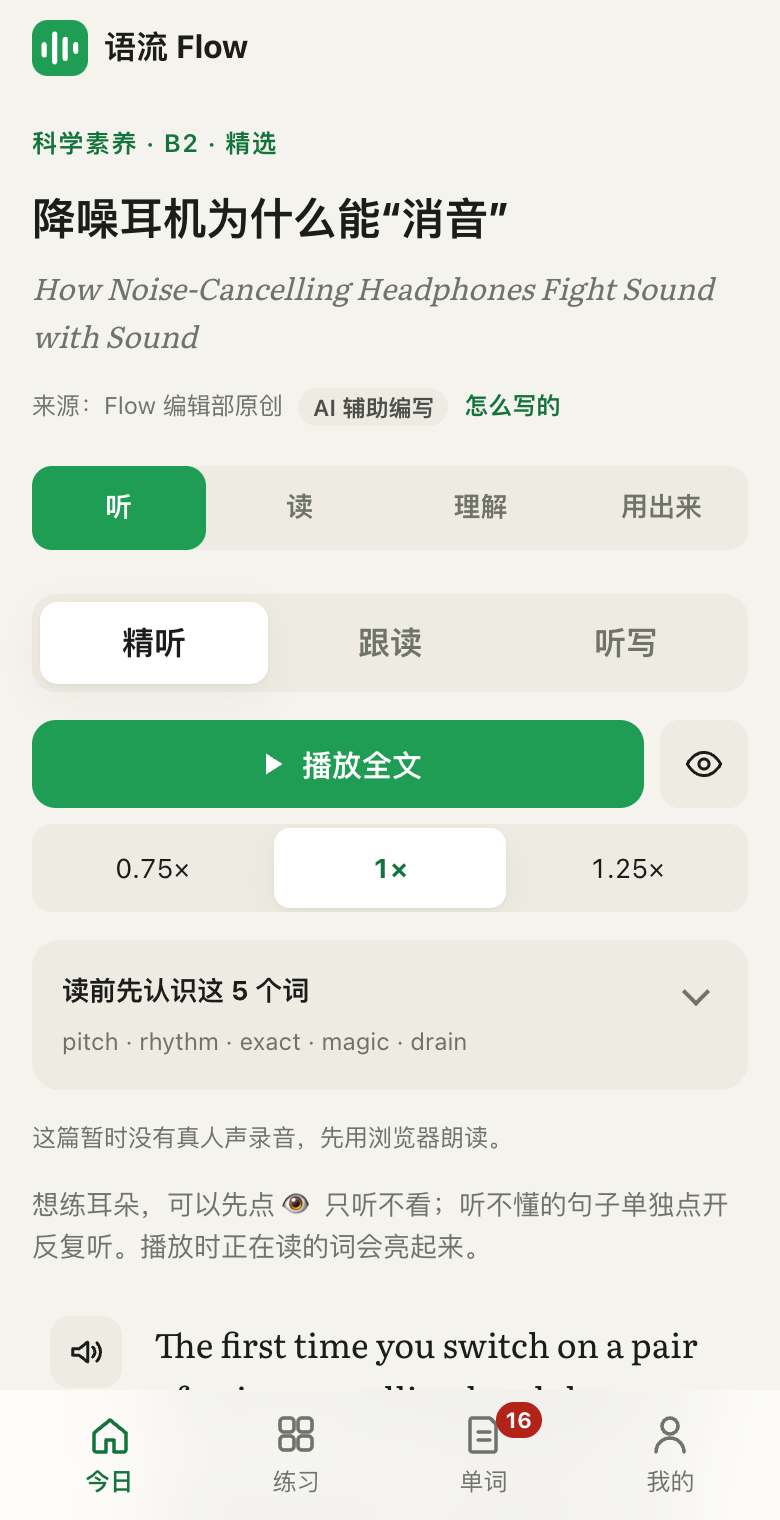 语流 Flow
科学素养 · B2 · 精选
降噪耳机为什么能“消音”
How Noise-Cancelling Headphones Fight Sound
with Sound
来源：Flow 编辑部原创 AI 辅助编写 怎么写的
听 读 理解 用出来
精听 跟读 听写
播放全文
0.75× 1× 1.25×
读前先认识这 5 个词
pitch · rhythm · exact · magic · drain
这篇暂时没有真人声录音，先用浏览器朗读。
想练耳朵，可以先点 👁 只听不看；听不懂的句子单独点开
反复听。播放时正在读的词会亮起来。
The first time you switch on a pair
16
今日 练习 单词 我的